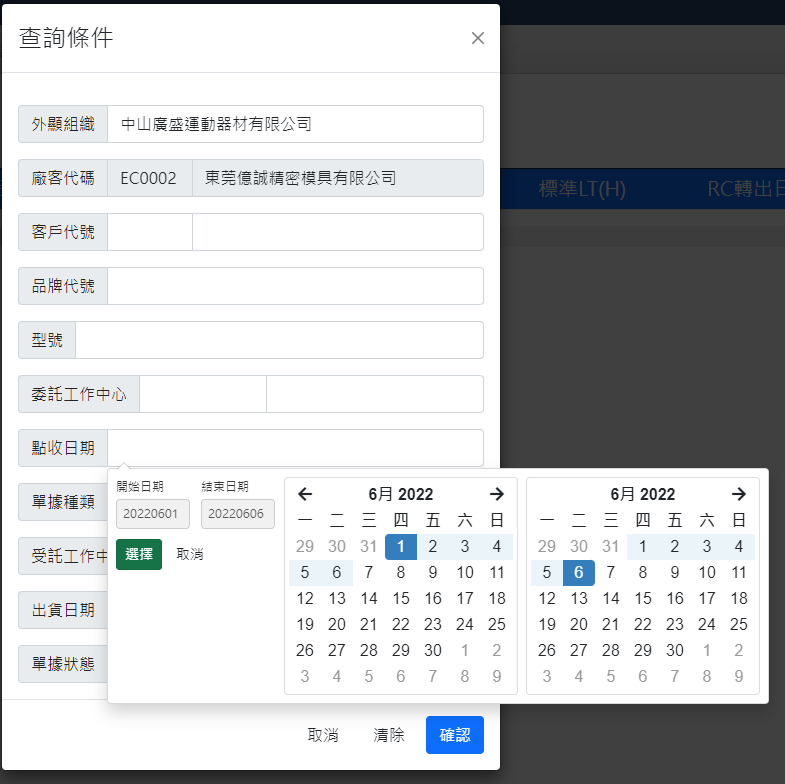 查詢條件
標準LT(H)
RC轉出日
外顯組織 中山廣盛運動器材有限公司
廠客代碼 EC0002 東莞億誠精密模具有限公司
客戶代號
品牌代號
型號
委託工作中心
點收日期
單據種類
受託工作中
出貨日期
單據狀態
開始日期 結束日期
20220601 20220606
選擇 取消
6月 2022
一 二 三 四 五 六 日
29 30 31 1 2 3 4
5 6 7 8 9 10 11
12 13 14 15 16 17 18
19 20 21 22 23 24 25
26 27 28 29 30 1 2
3 4 5 6 7 8 9
6月 2022
一 二 三 四 五 六 日
29 30 31 1 2 3 4
5 6 7 8 9 10 11
12 13 14 15 16 17 18
19 20 21 22 23 24 25
26 27 28 29 30 1 2
3 4 5 6 7 8 9
取消 清除 確認